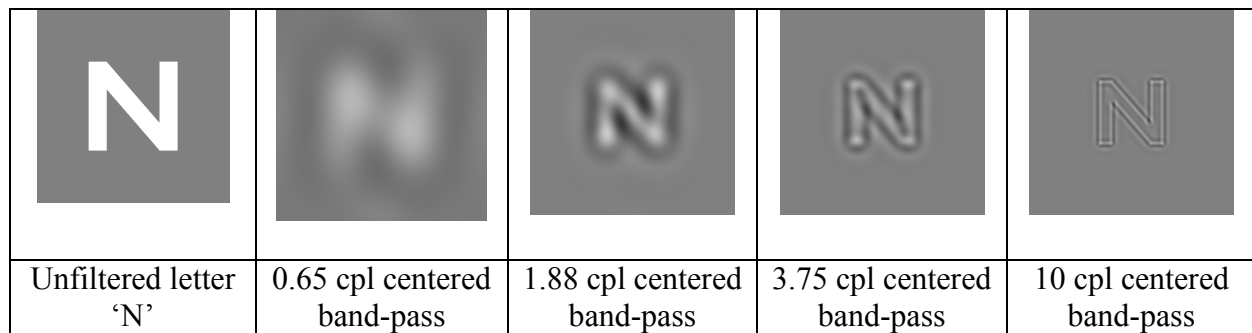 N
N
N
N
N
Unfiltered letter ‘N’
0.65 cpl centered band-pass
1.88 cpl centered band-pass
3.75 cpl centered band-pass
10 cpl centered band-pass